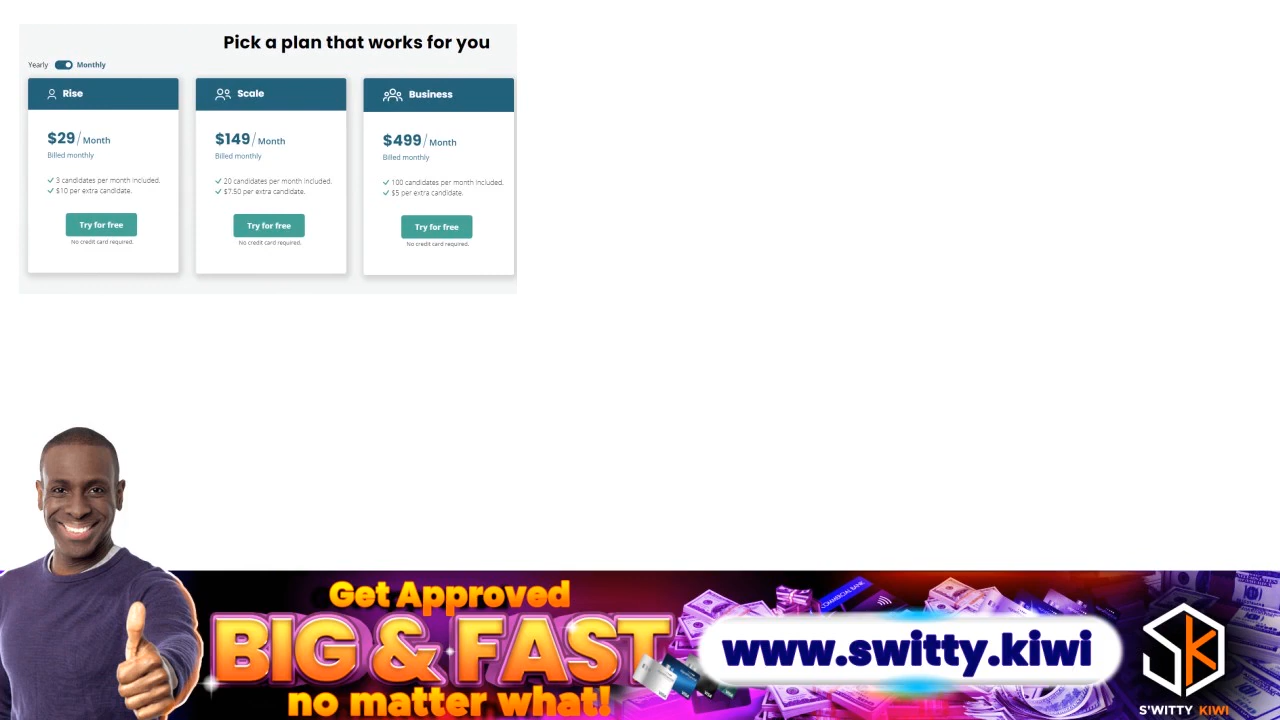 Pick a plan that works for you
Yearly Monthly
Rise
$29/Month
Billed monthly
3 candidates per month included.
$10 per extra candidate.
Try for free
No credit card required.
Scale
$149/Month
Billed monthly
20 candidates per month included.
$7.50 per extra candidate.
Try for free
No credit card required.
Business
$499/Month
Billed monthly
100 candidates per month included.
$5 per extra candidate.
Try for free
No credit card required.
Get Approved
BIG & FAST
no matter what!
COMMERCIAL BANK
www.switty.kiwi
S'WITTY KIWI